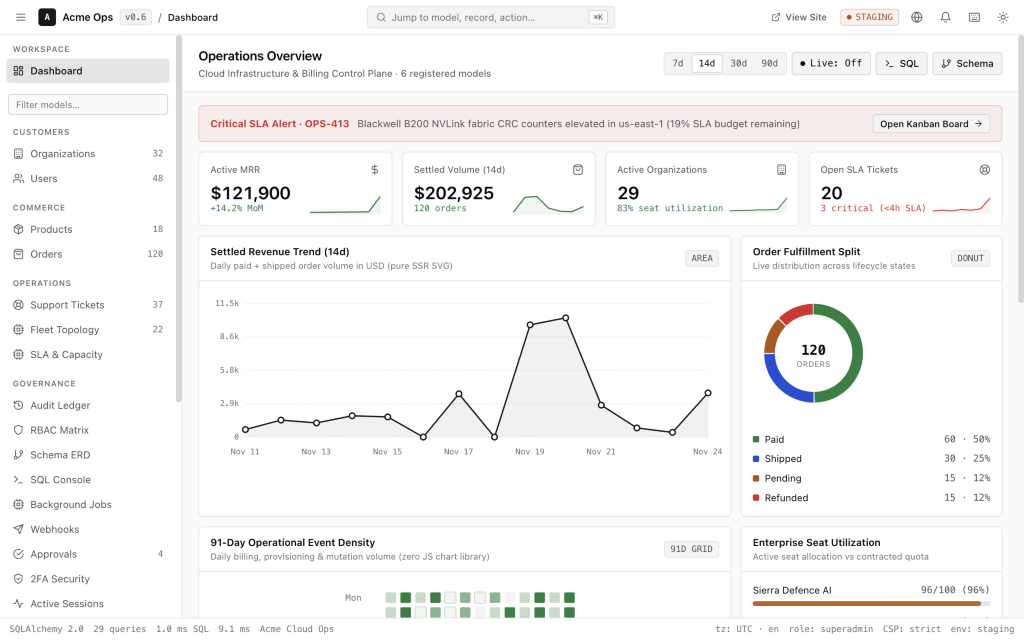 A Acme Ops v0.6 / Dashboard
Jump to model, record, action... ⌘K
View Site
STAGING
WORKSPACE
Dashboard
Filter models...
CUSTOMERS
Organizations 32
Users 48
COMMERCE
Products 18
Orders 120
OPERATIONS
Support Tickets 37
Fleet Topology 22
SLA & Capacity
GOVERNANCE
Audit Ledger
RBAC Matrix
Schema ERD
SQL Console
Background Jobs
Webhooks
Approvals 4
2FA Security
Active Sessions
Operations Overview
Cloud Infrastructure & Billing Control Plane · 6 registered models
7d 14d 30d 90d
Live: Off
SQL
Schema
Critical SLA Alert · OPS-413 Blackwell B200 NVLink fabric CRC counters elevated in us-east-1 (19% SLA budget remaining)
Open Kanban Board →
Active MRR $
$121,900
+14.2% MoM
Settled Volume (14d)
$202,925
120 orders
Active Organizations
29
83% seat utilization
Open SLA Tickets
20
3 critical (<4h SLA)
Settled Revenue Trend (14d)
Daily paid + shipped order volume in USD (pure SSR SVG)
AREA
11.5k
8.6k
5.8k
2.9k
0
Nov 11 Nov 13 Nov 15 Nov 17 Nov 19 Nov 21 Nov 24
Order Fulfillment Split
Live distribution across lifecycle states
DONUT
120
ORDERS
Paid 60 · 50%
Shipped 30 · 25%
Pending 15 · 12%
Refunded 15 · 12%
91-Day Operational Event Density
Daily billing, provisioning & mutation volume (zero JS chart library)
91D GRID
Mon
Enterprise Seat Utilization
Active seat allocation vs contracted quota
Sierra Defence AI 96/100 (96%)
SQLAlchemy 2.0 29 queries 1.0 ms SQL 9.1 ms Acme Cloud Ops
tz: UTC · en role: superadmin CSP: strict env: staging